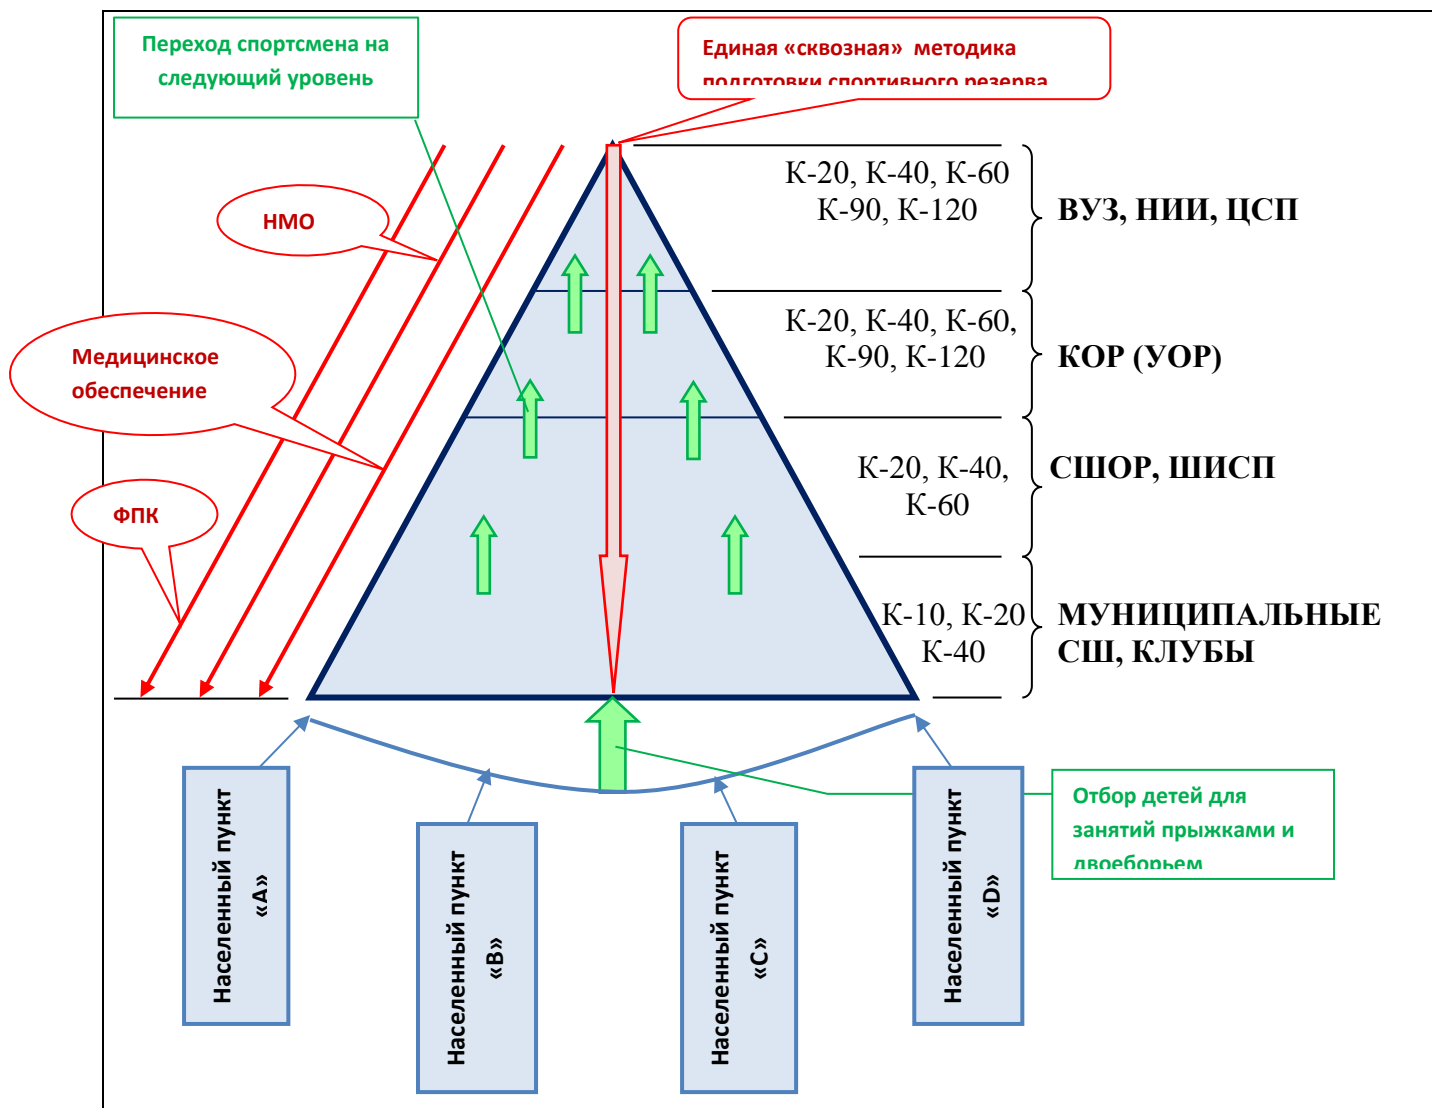 Переход спортсмена на
следующий уровень
Единая «сквозная» методика
подготовки спортивного резерва
К-20, К-40, К-60
К-90, К-120
ВУЗ, НИИ, ЦСП
НМО
К-20, К-40, К-60,
К-90, К-120
КОР (УОР)
Медицинское
обеспечение
К-20, К-40,
К-60
СШОР, ШИСП
ФПК
К-10, К-20
К-40
МУНИЦИПАЛЬНЫЕ
СШ, КЛУБЫ
Отбор детей для
занятий прыжками и
двоеборьем
Населенный пункт
«А»
Населенный пункт
«В»
Населенный пункт
«С»
Населенный пункт
«D»